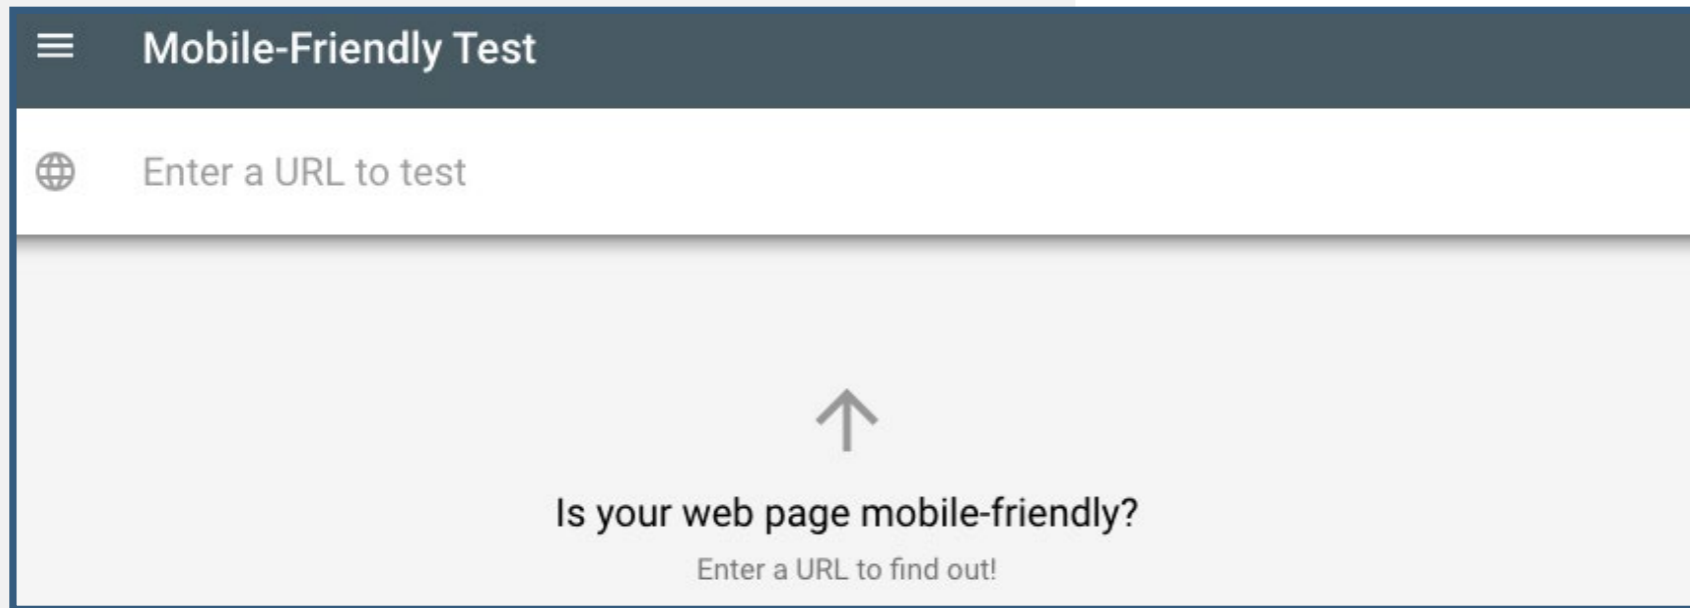 Mobile-Friendly Test
Enter a URL to test
Is your web page mobile-friendly?
Enter a URL to find out!